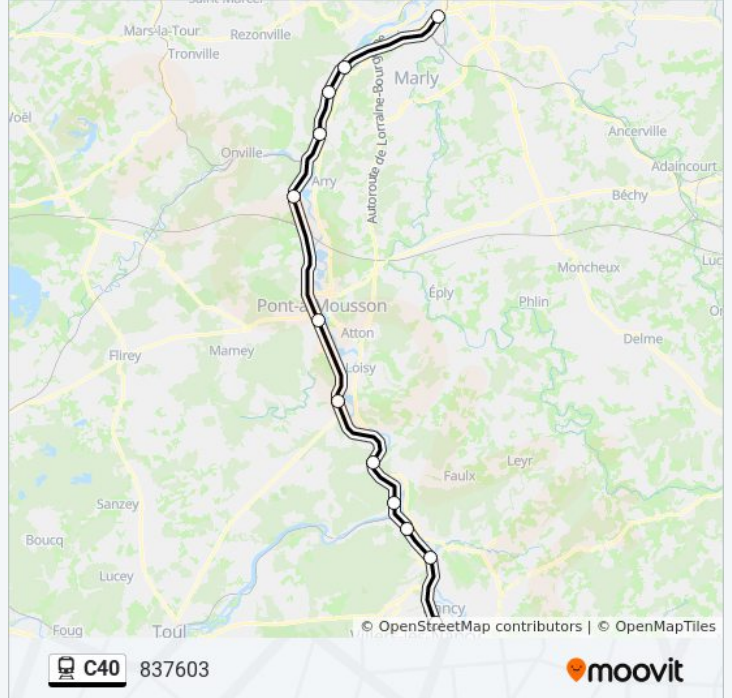 Mars-la-Tour
Rezonville
Tronville
Marly
Autoroute de Lorraine-Bourgogne
Ancerville
Onville
Adaincourt
Arry
Béchy
Moncheux
Éply
Phlin
Pont-à-Mousson
Atton
Delme
Mamey
Flirey
Loisy
Leyr
Faulx
Sanzey
Boucq
Lucey
Foug
Toul
© OpenStreetMap contributors | © OpenMapTiles
C40 837603
moovit